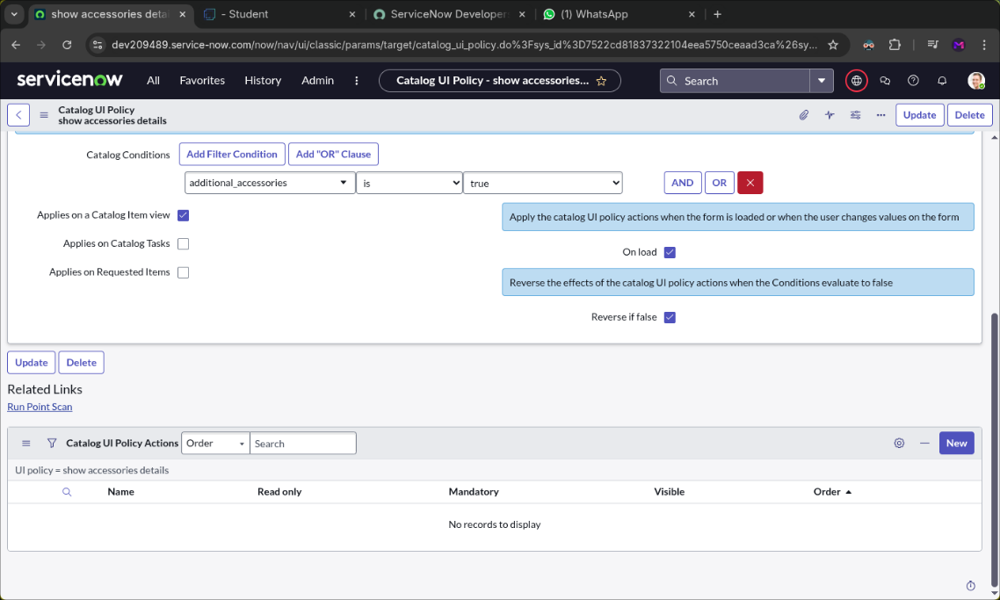 show accessories detai
- Student
ServiceNow Developer
(1) WhatsApp
dev209489.service-now.com/now/nav/ui/classic/params/target/catalog_ui_policy.do%3Fsys_id%3D7522cd81837322104eea5750ceaad3ca%26sy...
servicenow
All
Favorites
History
Admin
Catalog UI Policy - show accessories...
Search
Catalog UI Policy
show accessories details
Update
Delete
Catalog Conditions
Add Filter Condition
Add "OR" Clause
additional_accessories
is
true
AND
OR
Applies on a Catalog Item view
Apply the catalog UI policy actions when the form is loaded or when the user changes values on the form
Applies on Catalog Tasks
On load
Applies on Requested Items
Reverse the effects of the catalog UI policy actions when the Conditions evaluate to false
Reverse if false
Update
Delete
Related Links
Run Point Scan
Catalog UI Policy Actions
Order
Search
New
UI policy = show accessories details
Name
Read only
Mandatory
Visible
Order
No records to display